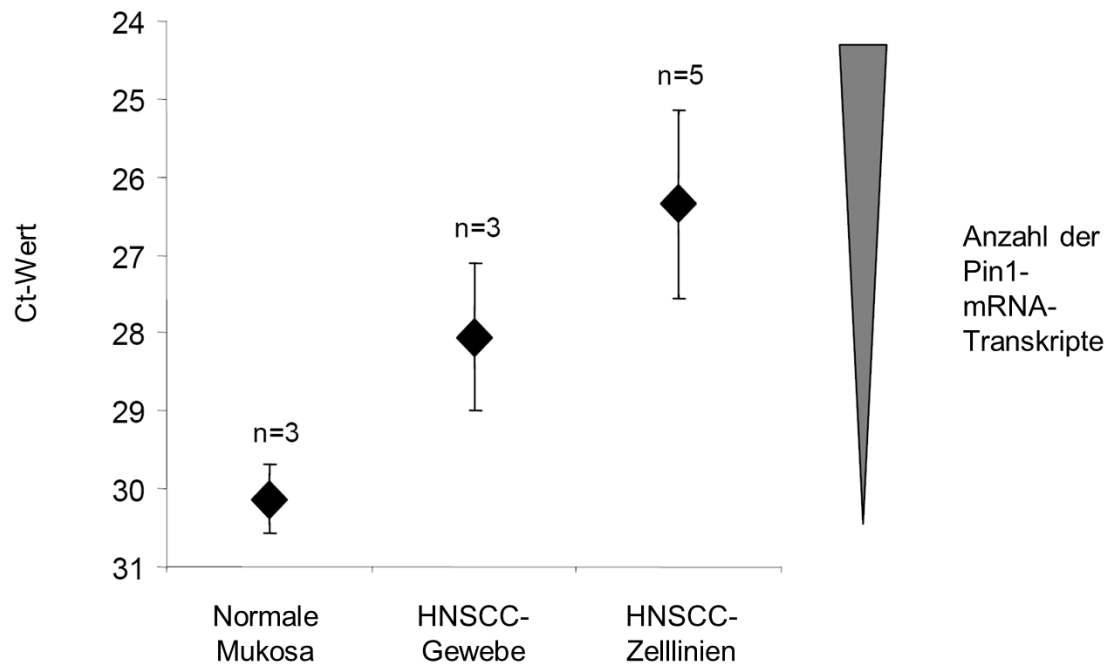 24
25
26
27
28
29
30
31
Ct-Wert
n=3
n=3
n=5
Normale
Mukosa
HNSCC-
Gewebe
HNSCC-
Zelllinien
Anzahl der
Pin1-
mRNA-
Transkripte